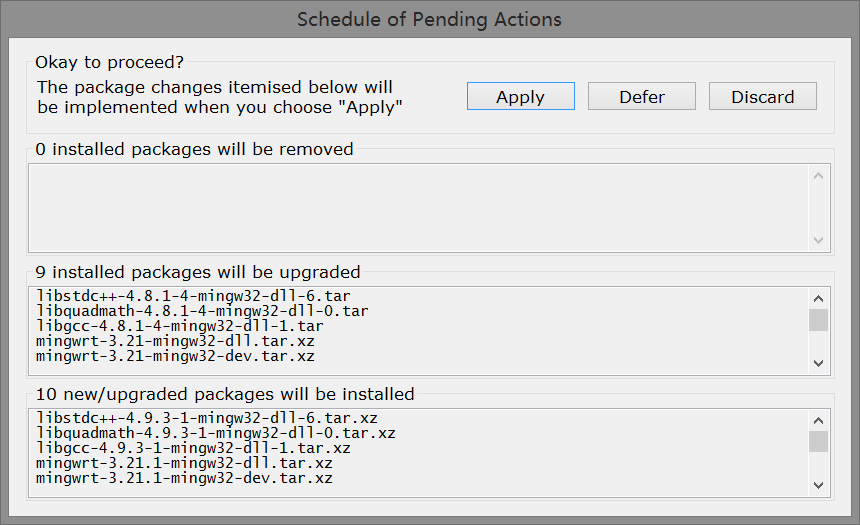 Schedule of Pending Actions
Okay to proceed?
The package changes itemised below will
be implemented when you choose "Apply"
Apply
Defer
Discard
0 installed packages will be removed
9 installed packages will be upgraded
libstdc++-4.8.1-4-mingw32-dll-6.tar
libquadmath-4.8.1-4-mingw32-dll-0.tar
libgcc-4.8.1-4-mingw32-dll-1.tar
mingwrt-3.21-mingw32-dll.tar.xz
mingwrt-3.21-mingw32-dev.tar.xz
10 new/upgraded packages will be installed
libstdc++-4.9.3-1-mingw32-dll-6.tar.xz
libquadmath-4.9.3-1-mingw32-dll-0.tar.xz
libgcc-4.9.3-1-mingw32-dll-1.tar.xz
mingwrt-3.21.1-mingw32-dll.tar.xz
mingwrt-3.21.1-mingw32-dev.tar.xz